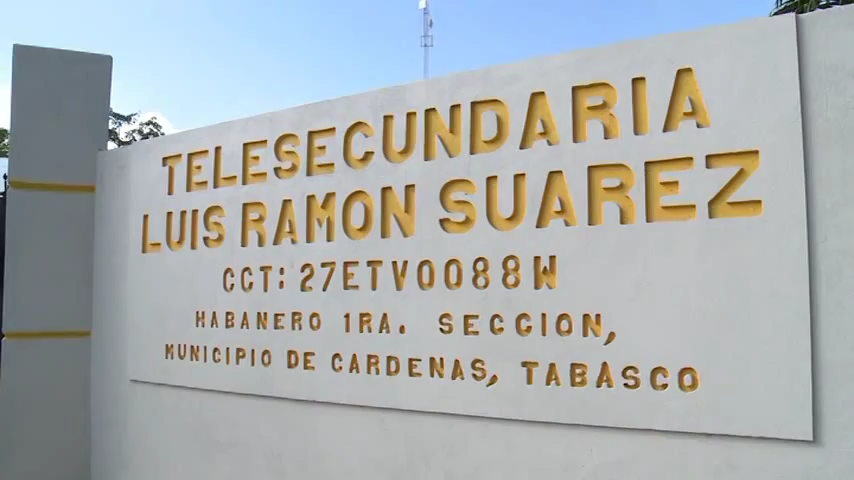 TELESECUNDARIA
LUIS RAMON SUAREZ
CCT: 27ETV0088W
HABANERO 1RA. SECCION,
MUNICIPIO DE CARDENAS, TABASCO